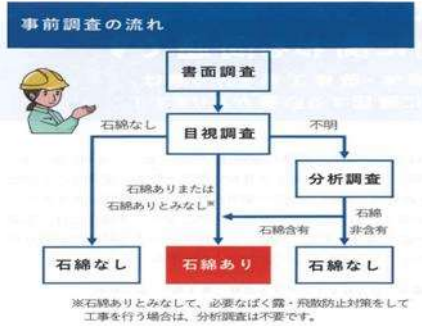 事前調査の流れ
書面調査
石綿なし
目視調査
不明
分析調査
石綿ありまたは
石綿ありとみなし※
石綿含有
石綿
非含有
石綿なし
石綿あり
石綿なし
※石綿ありとみなして、必要なばく露・飛散防止対策をして
工事を行う場合は、分析調査は不要です。